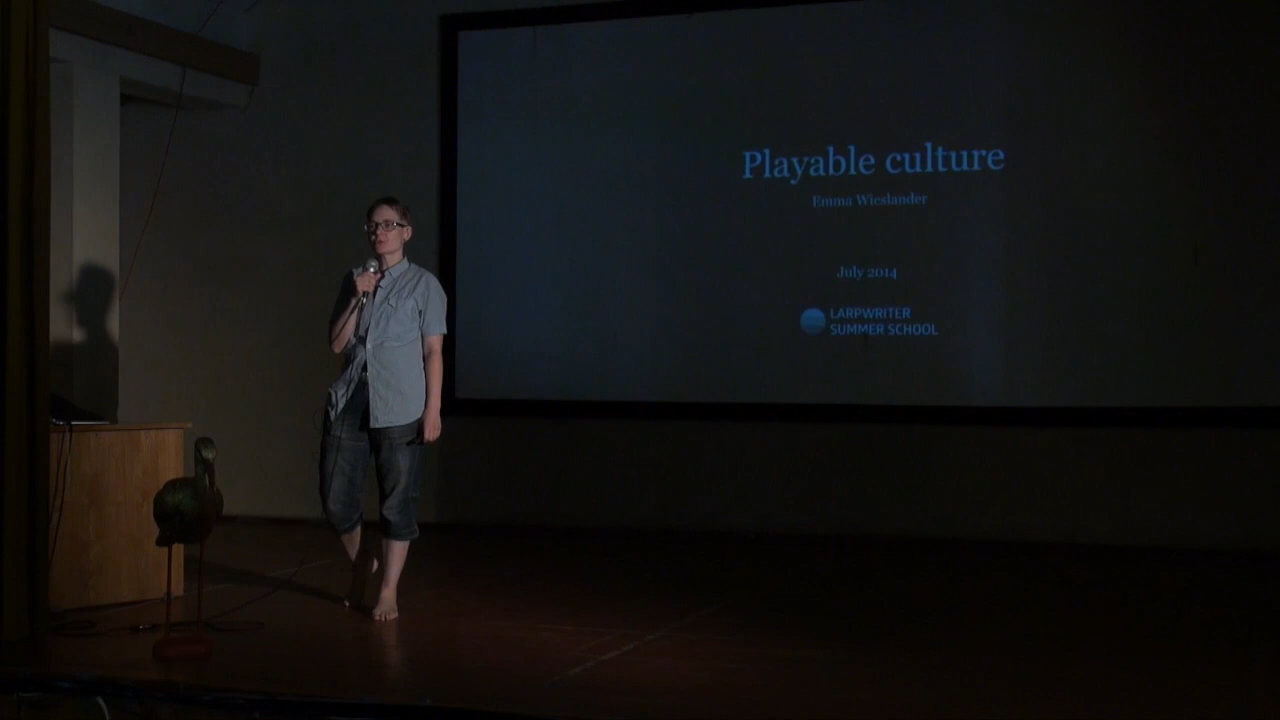 Playable culture
Emma Wieslander
July 2014
LARPWRITER
SUMMER SCHOOL